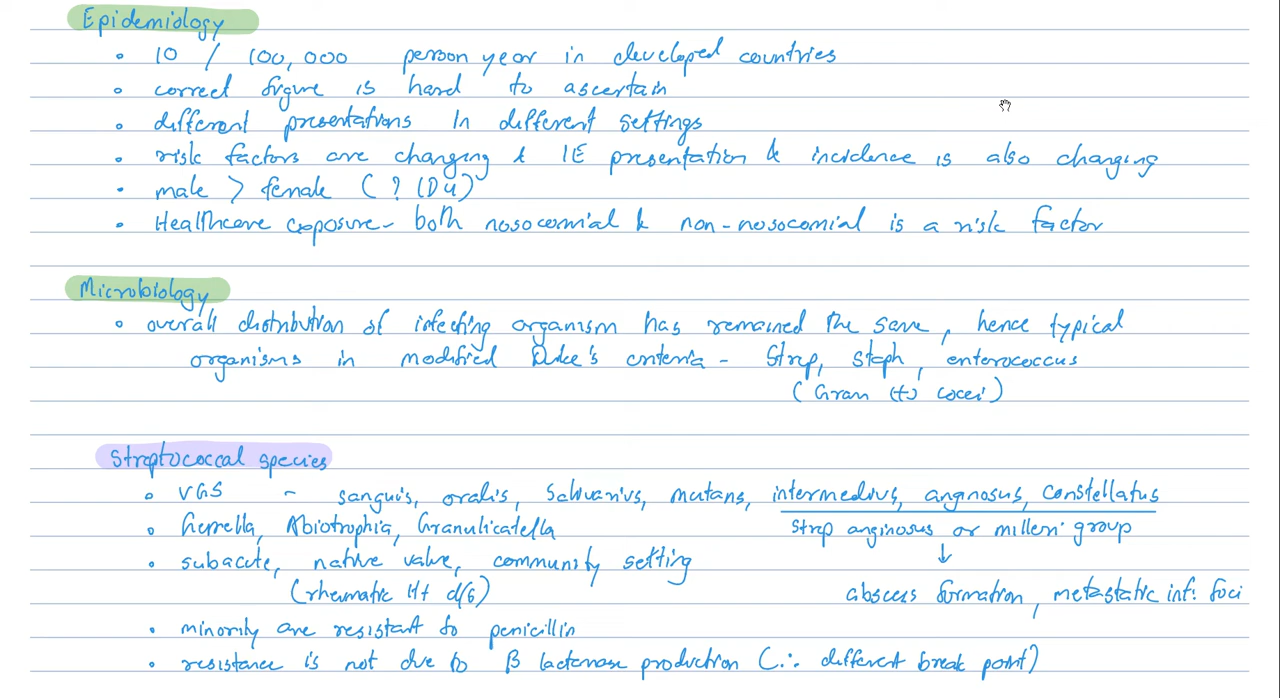 Epidemiology
• 10 / 100,000 person year in developed countries
• correct figure is hard to ascertain
• different presentations In different settings
• risk factors are changing & IE presentation & incidence is also changing
• male > female ( ? IDU )
• Healthcare exposure - both nosocomial & non-nosocomial is a risk factor
Microbiology
• overall distribution of infecting organism has remained the same, hence typical
organisms in modified Duke's criteria - Strep, Staph, enterococcus
(Gram (+) cocci)
Streptococcal species
• VGS - sanguis, oralis, Salivarius, mutans, intermedius, anginosus, constellatus
• Gemella, Abiotrophia, Granulicatella
Strep anginosus or milleri group
• subacute, native valve, community setting
↓
(rheumatic Ht d/s)
abscess formation, metastatic inf: foci
• minority are resistant to penicillin
• resistance is not due to β lactamase production (∴ different break point)